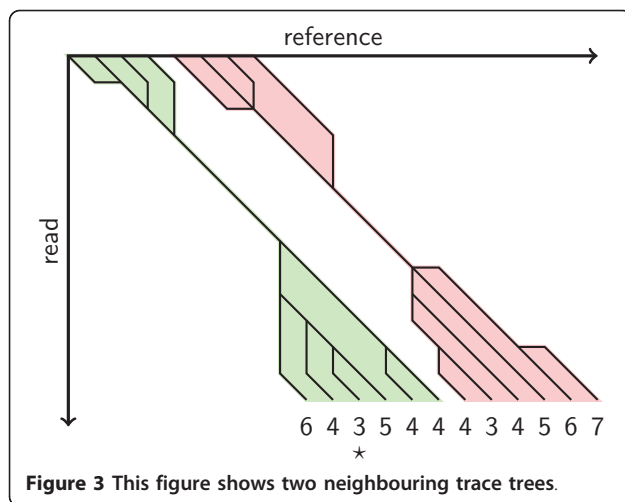 reference
read
6 4 3 5 4 4 4 3 4 5 6 7
⋆
Figure 3 This figure shows two neighbouring trace trees.